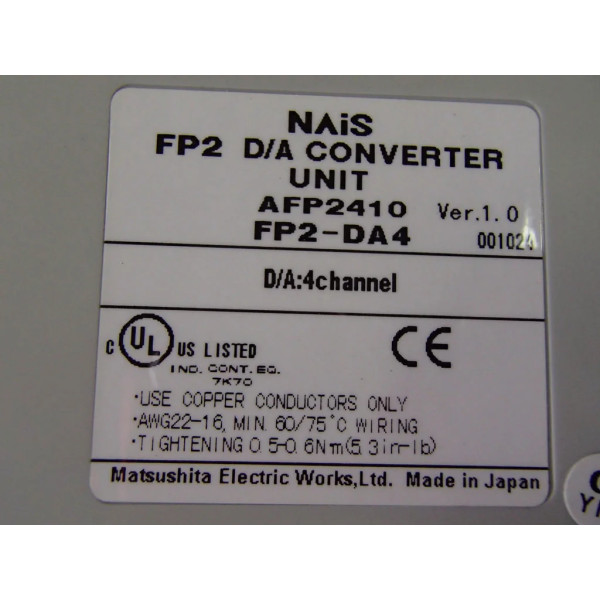 NAiS
FP2 D/A CONVERTER
UNIT
AFP2410 Ver.1.0
FP2-DA4 001024
D/A:4channel
C UL US LISTED
IND. CONT. EQ.
7K70
·USE COPPER CONDUCTORS ONLY
·AWG22-16, MIN. 60/75°C WIRING
·TIGHTENING 0.5-0.6Nm(5.3in-lb)
CE
Matsushita Electric Works,Ltd. Made in Japan